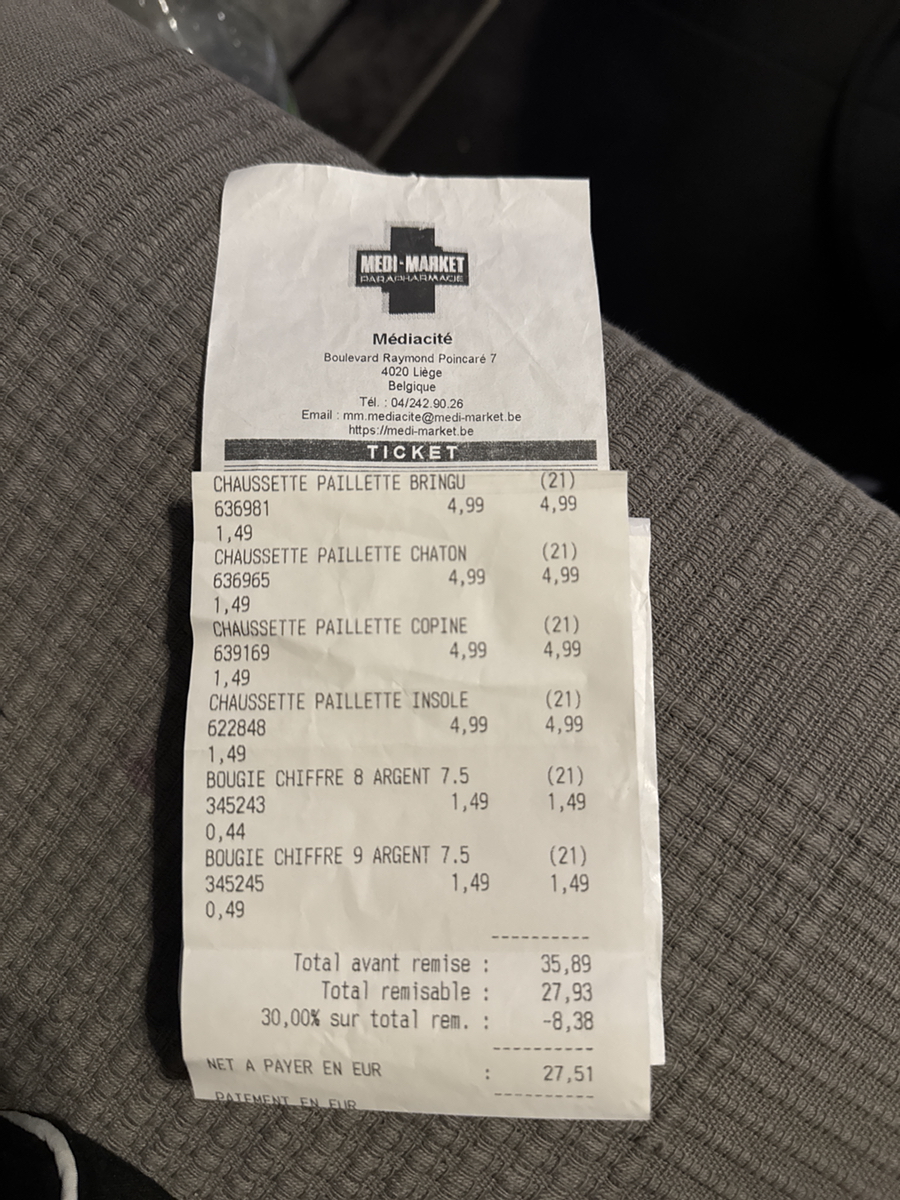 MEDI-MARKET
PARAPHARMACIE
Médiacité
Boulevard Raymond Poincaré 7
4020 Liège
Belgique
Tél. : 04/242.90.26
Email : mm.mediacite@medi-market.be
https://medi-market.be
TICKET
CHAUSSETTE PAILLETTE BRINGU (21)
636981 4,99 4,99
1,49
CHAUSSETTE PAILLETTE CHATON (21)
636965 4,99 4,99
1,49
CHAUSSETTE PAILLETTE COPINE (21)
639169 4,99 4,99
1,49
CHAUSSETTE PAILLETTE INSOLE (21)
622848 4,99 4,99
1,49
BOUGIE CHIFFRE 8 ARGENT 7.5 (21)
345243 1,49 1,49
0,44
BOUGIE CHIFFRE 9 ARGENT 7.5 (21)
345245 1,49 1,49
0,49
----------
Total avant remise : 35,89
Total remisable : 27,93
30,00% sur total rem. : -8,38
----------
NET A PAYER EN EUR : 27,51
----------
PAIEMENT EN EUR